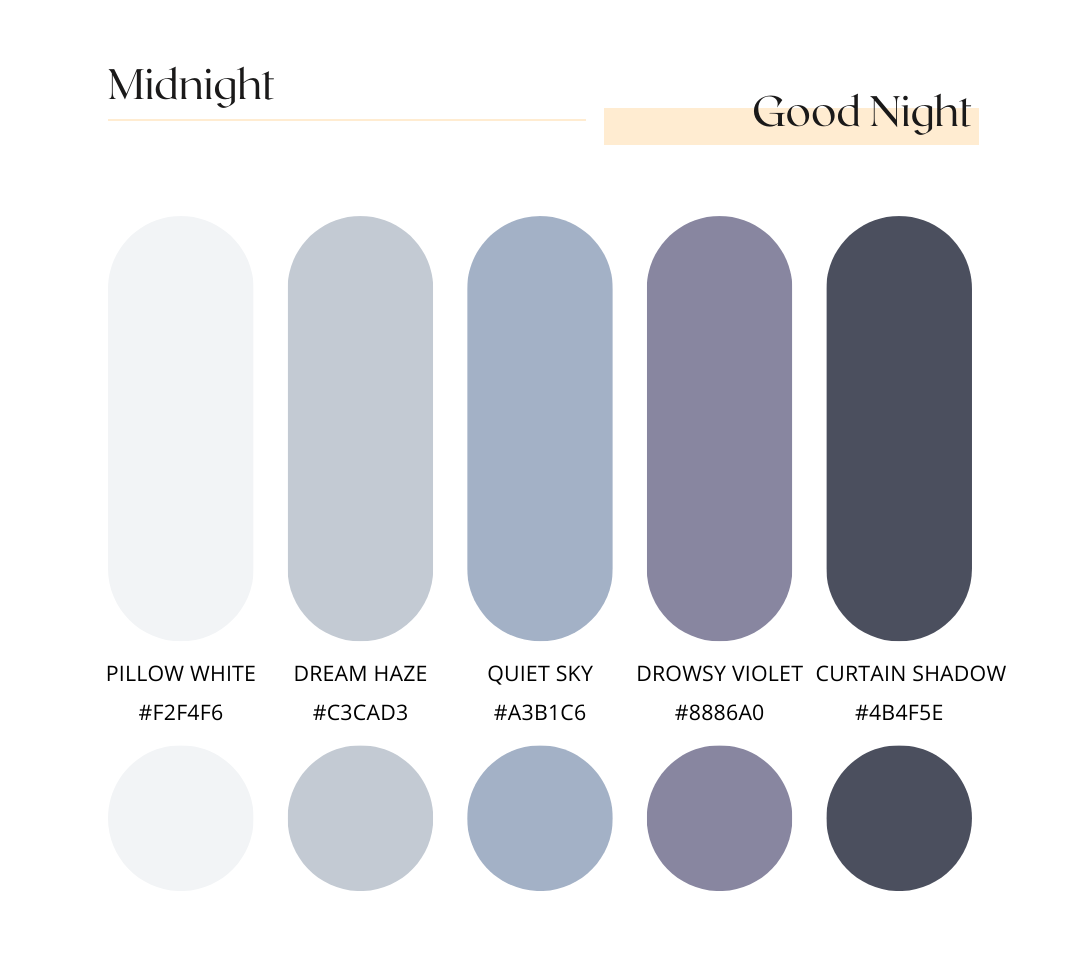 Midnight
Good Night
PILLOW WHITE
DREAM HAZE
QUIET SKY
DROWSY VIOLET
CURTAIN SHADOW
#F2F4F6
#C3CAD3
#A3B1C6
#8886A0
#4B4F5E